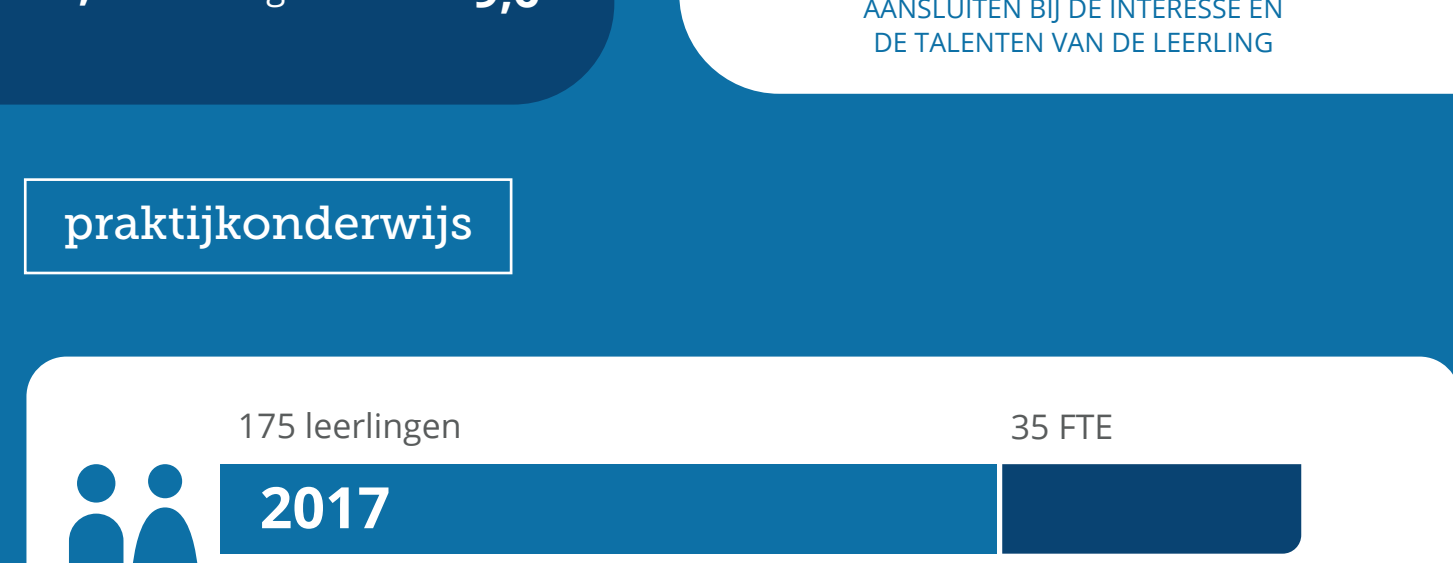 AANSLUITEN BIJ DE INTERESSE EN
DE TALENTEN VAN DE LEERLING
praktijkonderwijs
175 leerlingen
35 FTE
2017